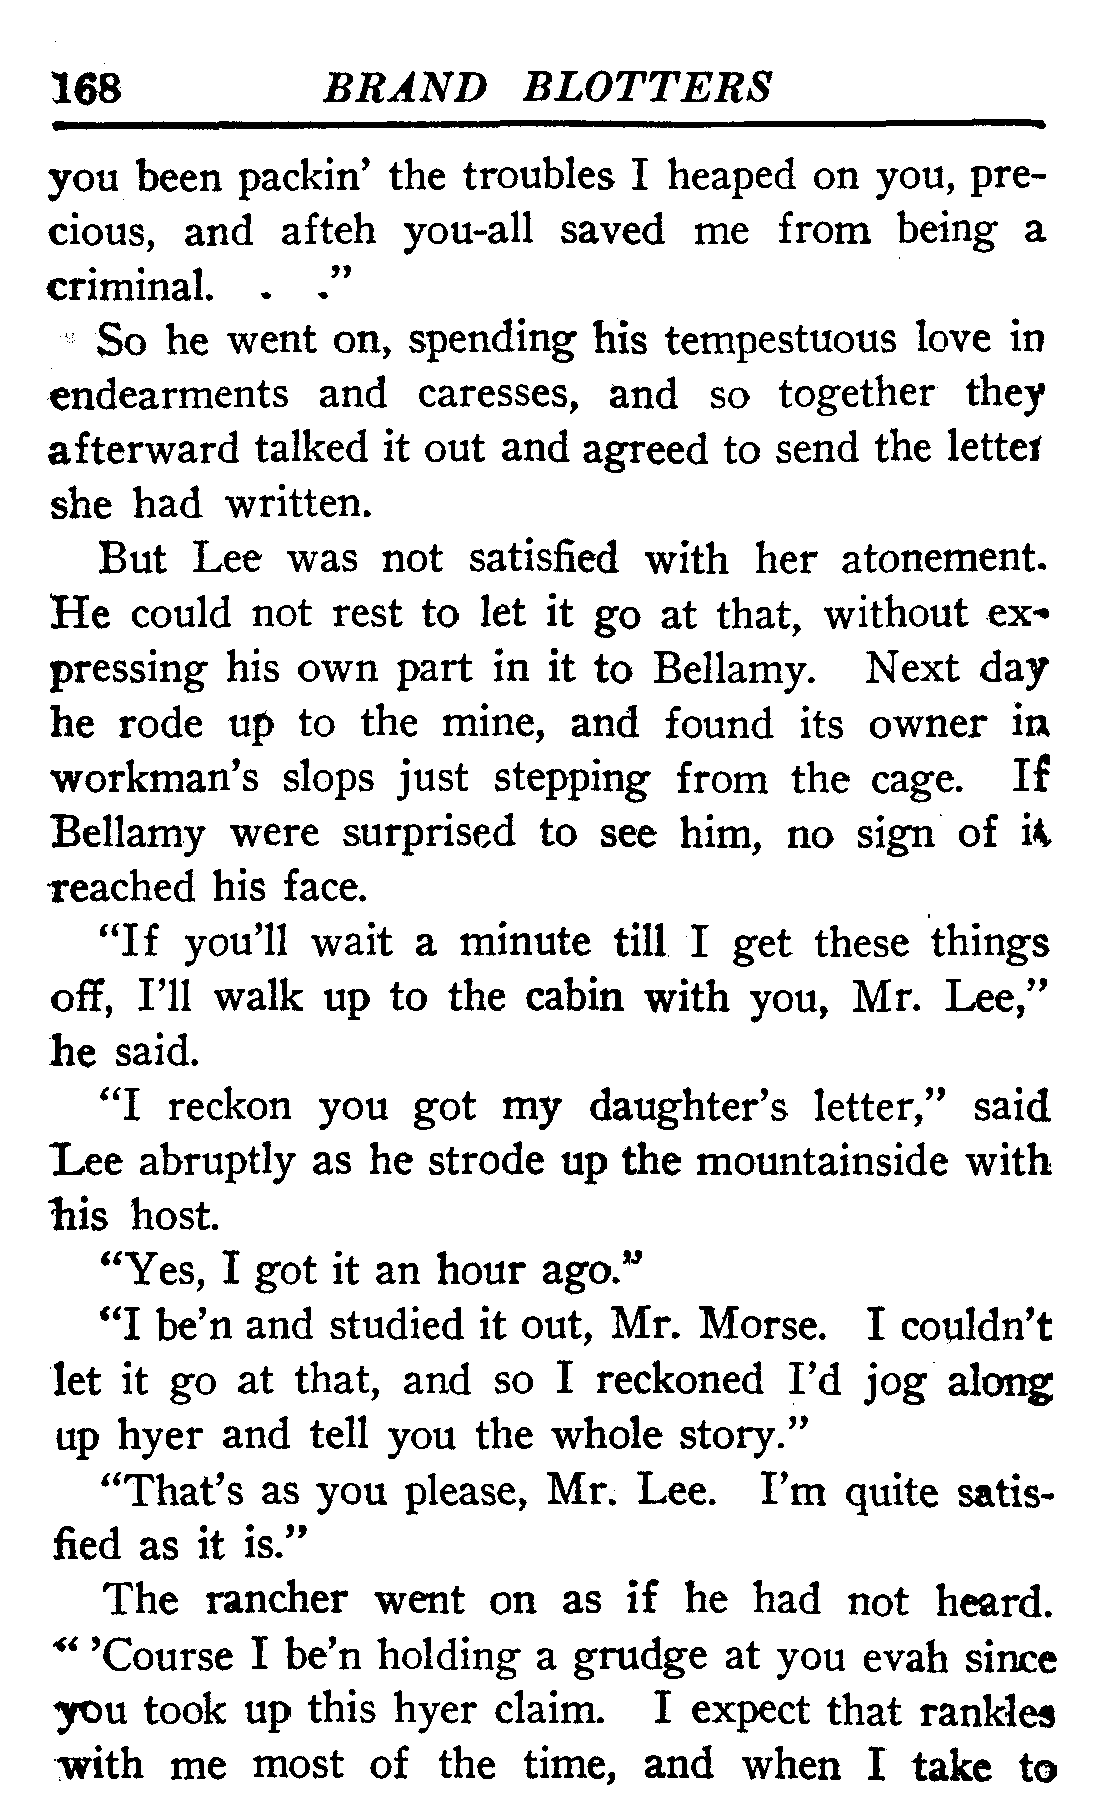 168 BRAND BLOTTERS
you been packin’ the troubles I heaped on you, pre-
cious, and afteh you-all saved me from being a
criminal. . .”
So he went on, spending his tempestuous love in
endearments and caresses, and so together they
afterward talked it out and agreed to send the letter
she had written.
But Lee was not satisfied with her atonement.
He could not rest to let it go at that, without ex-
pressing his own part in it to Bellamy. Next day
he rode up to the mine, and found its owner in
workman’s slops just stepping from the cage. If
Bellamy were surprised to see him, no sign of it
reached his face.
“If you’ll wait a minute till I get these things
off, I’ll walk up to the cabin with you, Mr. Lee,”
he said.
“I reckon you got my daughter’s letter,” said
Lee abruptly as he strode up the mountainside with
his host.
“Yes, I got it an hour ago.”
“I be’n and studied it out, Mr. Morse. I couldn’t
let it go at that, and so I reckoned I’d jog along
up hyer and tell you the whole story.”
“That’s as you please, Mr. Lee. I’m quite satis-
fied as it is.”
The rancher went on as if he had not heard.
“ ’Course I be’n holding a grudge at you evah since
you took up this hyer claim. I expect that rankles
with me most of the time, and when I take to